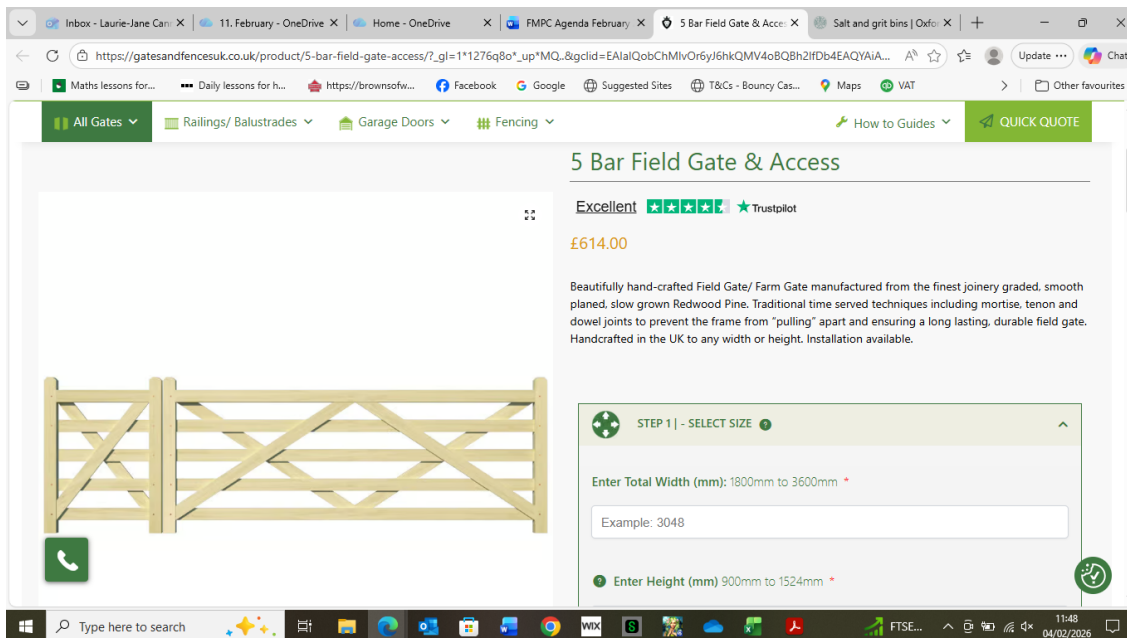 Inbox - Laurie-Jane Cann
11. February - OneDrive
Home - OneDrive
FMPC Agenda February
5 Bar Field Gate & Acces
Salt and grit bins | Oxfor
https://gatesandfencesuk.co.uk/product/5-bar-field-gate-access/?_gl=1*1276q8o*_up*MQ..&gclid=EAIaIQobChMIvOr6yJ6hkQMV4oBQBh2IfDb4EAQYAiA...
Update
Chat
Maths lessons for...
Daily lessons for h...
https://brownsofw...
Facebook
Google
Suggested Sites
T&Cs - Bouncy Cas...
Maps
VAT
Other favourites
All Gates
Railings/ Balustrades
Garage Doors
Fencing
How to Guides
QUICK QUOTE
5 Bar Field Gate & Access
Excellent
Trustpilot
£614.00
Beautifully hand-crafted Field Gate/ Farm Gate manufactured from the finest joinery graded, smooth
planed, slow grown Redwood Pine. Traditional time served techniques including mortise, tenon and
dowel joints to prevent the frame from "pulling" apart and ensuring a long lasting, durable field gate.
Handcrafted in the UK to any width or height. Installation available.
STEP 1 | - SELECT SIZE
Enter Total Width (mm): 1800mm to 3600mm *
Example: 3048
Enter Height (mm) 900mm to 1524mm *
Type here to search
WIX
S
FTSE...
11:48
04/02/2026